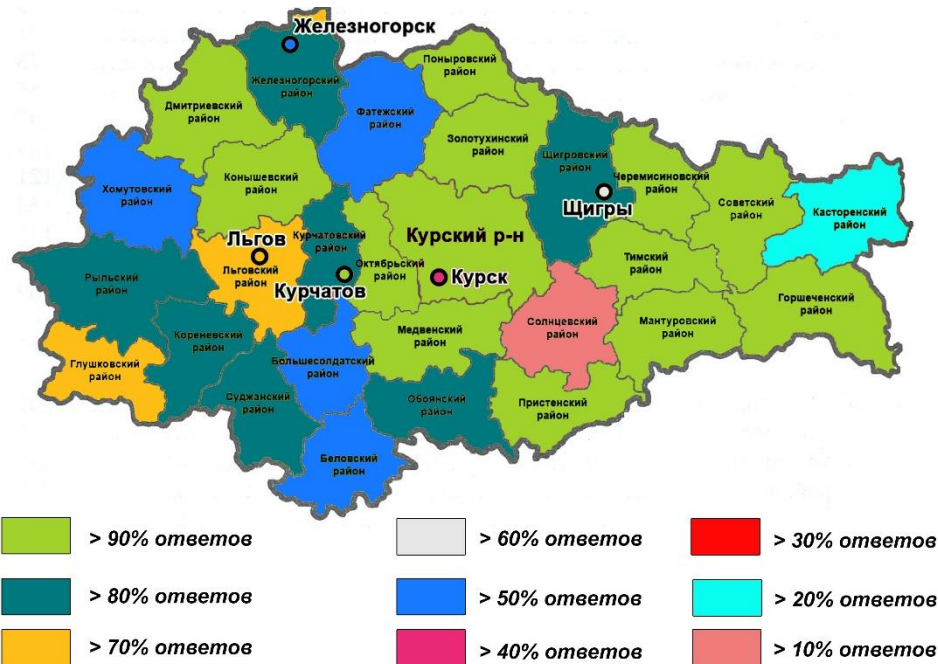 Железногорск
Поныровский
район
Железногорский
район
Дмитриевский
район
Фатежский
район
Золотухинский
район
Щигровский
район
Черемисиновский
район
Конышевский
район
Хомутовский
район
Советский
район
Касторенский
район
Щигры
Льгов
Курчатовский
район
Курский р-н
Октябрьский
район
Тимский
район
Льговский
район
Рыльский
район
Курчатов
Курск
Горшеченский
район
Солнцевский
район
Мантуровский
район
Медвенский
район
Кореневский
район
Глушковский
район
Большесолдатский
район
Суджанский
район
Обоянский
район
Пристенский
район
Беловский
район
> 90% ответов
> 60% ответов
> 30% ответов
> 80% ответов
> 50% ответов
> 20% ответов
> 70% ответов
> 40% ответов
> 10% ответов